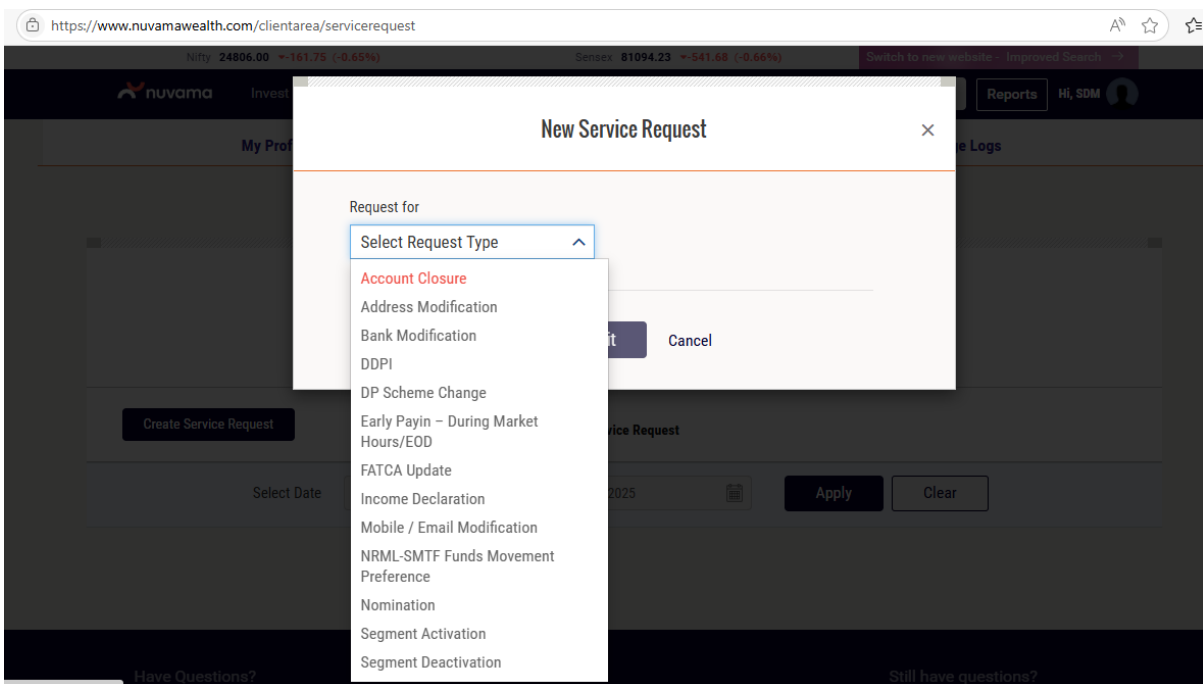 https://www.nuvamawealth.com/clientarea/servicerequest
Nifty 24806.00 -161.75 (-0.65%) Sensex 81094.23 -541.68 (-0.66%) Switch to new website - Improved Search →
nuvama Invest Reports Hi, SDM
New Service Request ×
My Prof ge Logs
Request for
Select Request Type
Account Closure
Address Modification
Bank Modification
it Cancel
DDPI
DP Scheme Change
Early Payin – During Market
Hours/EOD
Create Service Request vice Request
FATCA Update
Income Declaration
Select Date 2025 Apply Clear
Mobile / Email Modification
NRML-SMTF Funds Movement
Preference
Nomination
Segment Activation
Segment Deactivation
Have Questions? Still have questions?